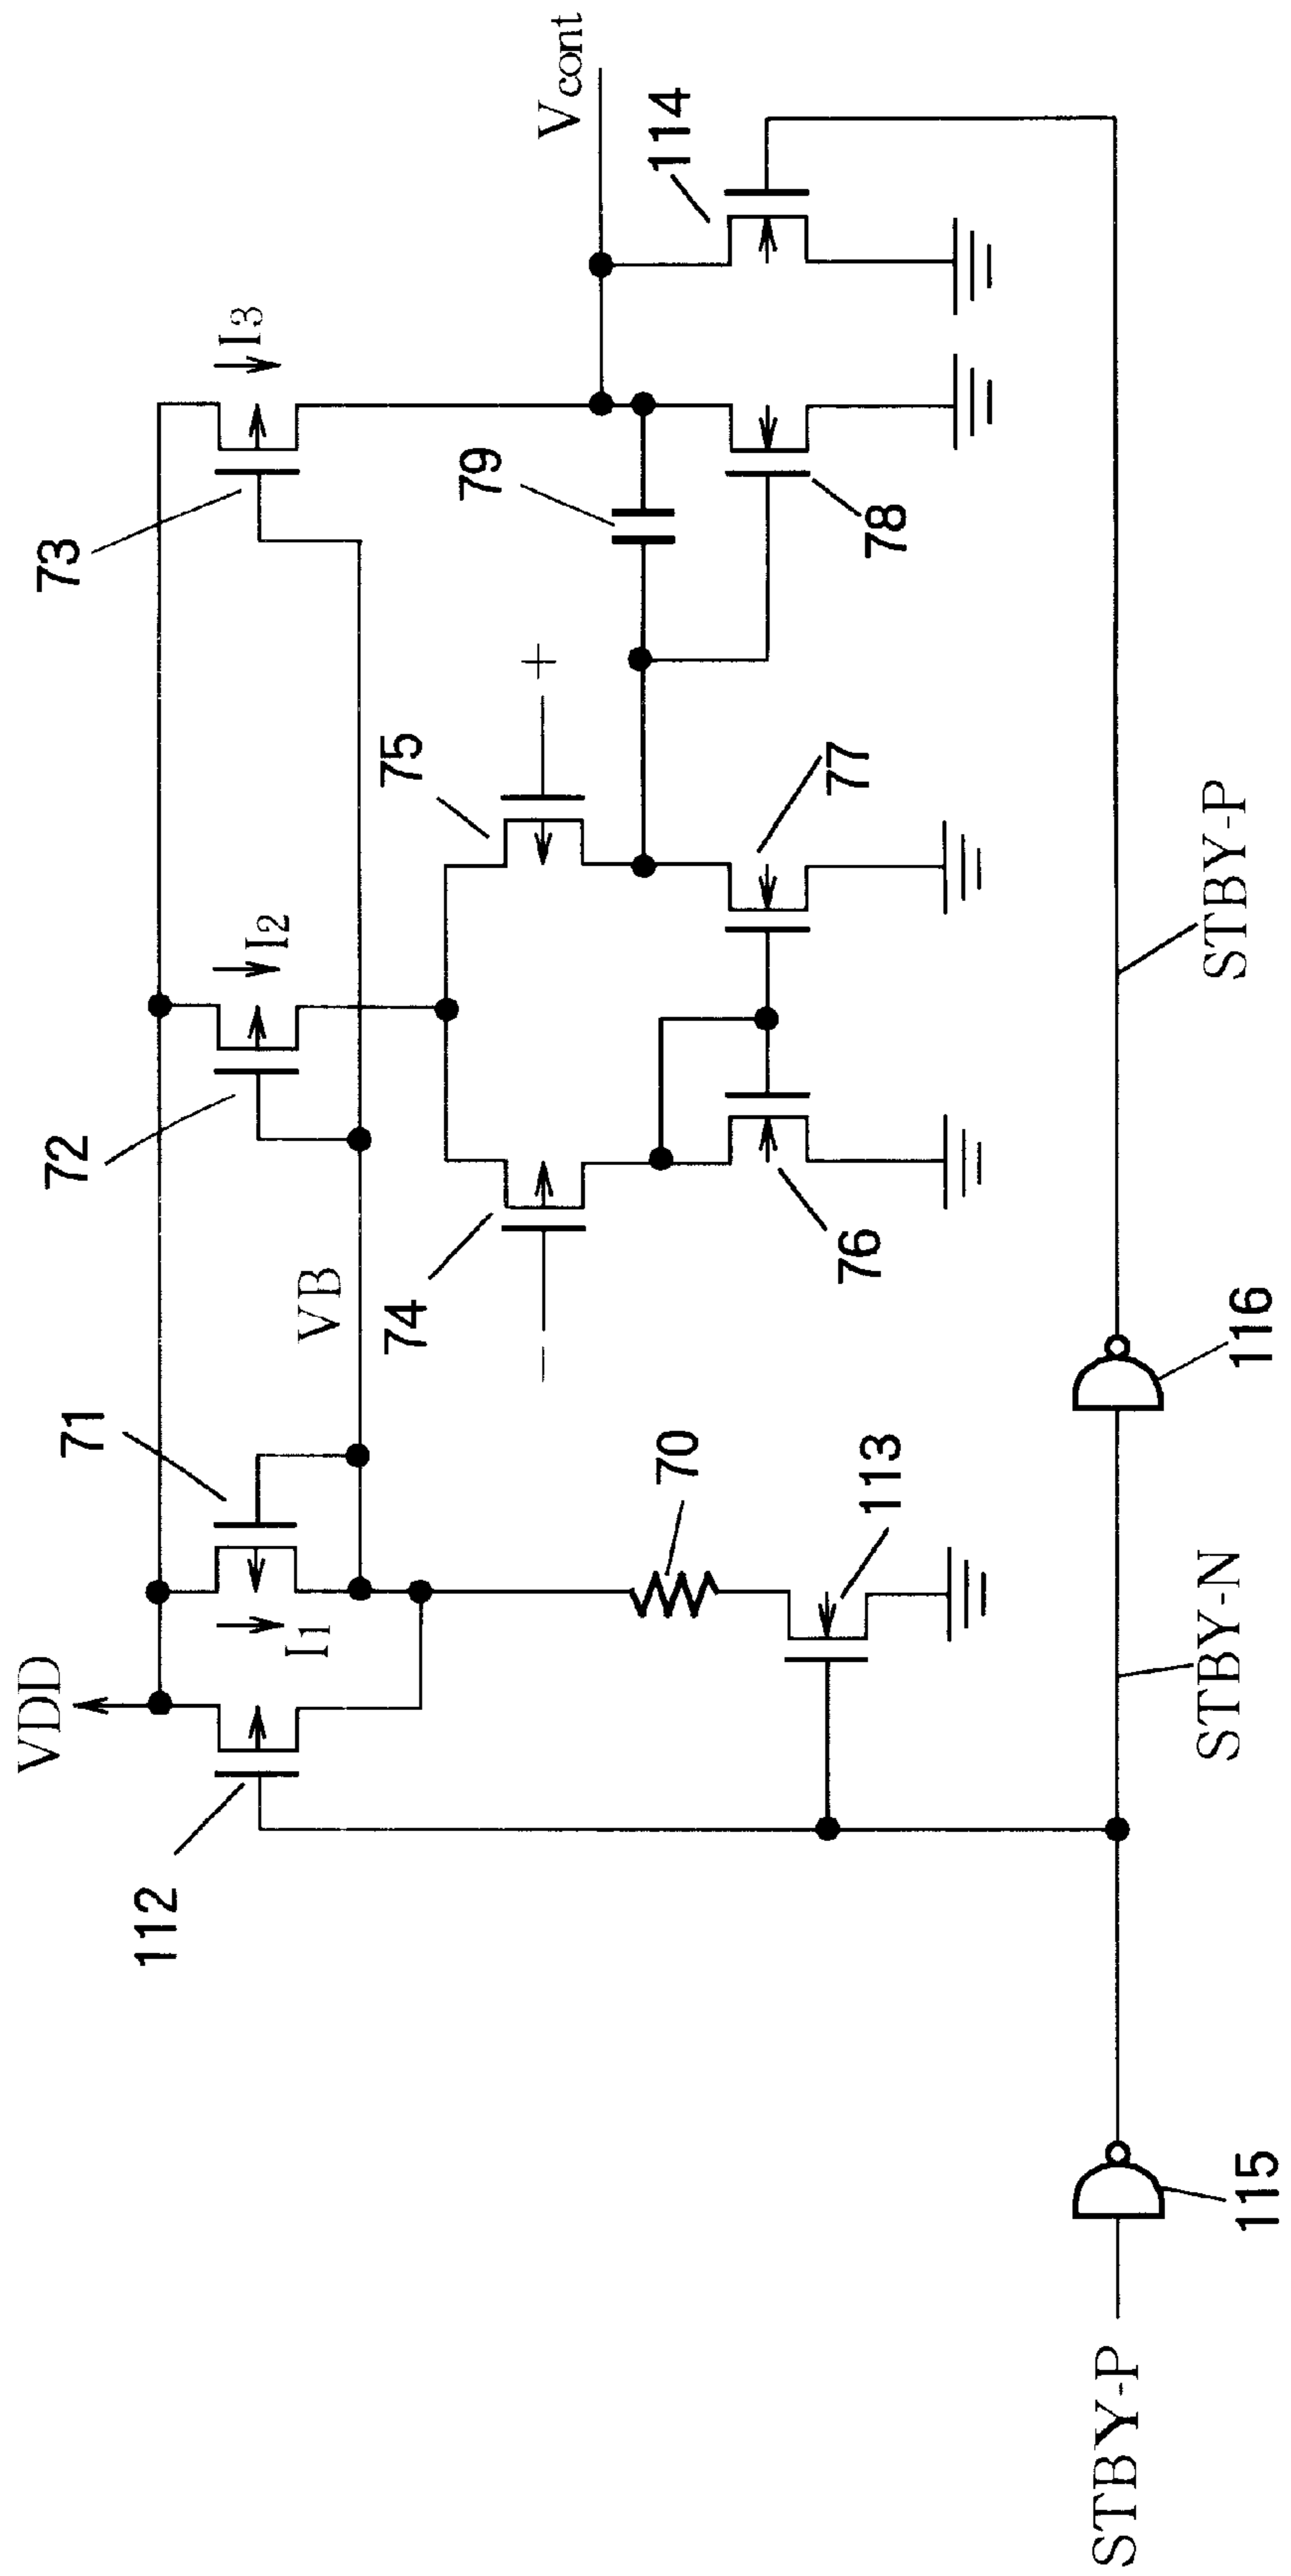 VDD
112
71
I1
VB
72
I2
73
I3
74
−
75
+
79
Vcont
70
113
76
77
78
114
STBY-P
115
STBY-N
116
STBY-P